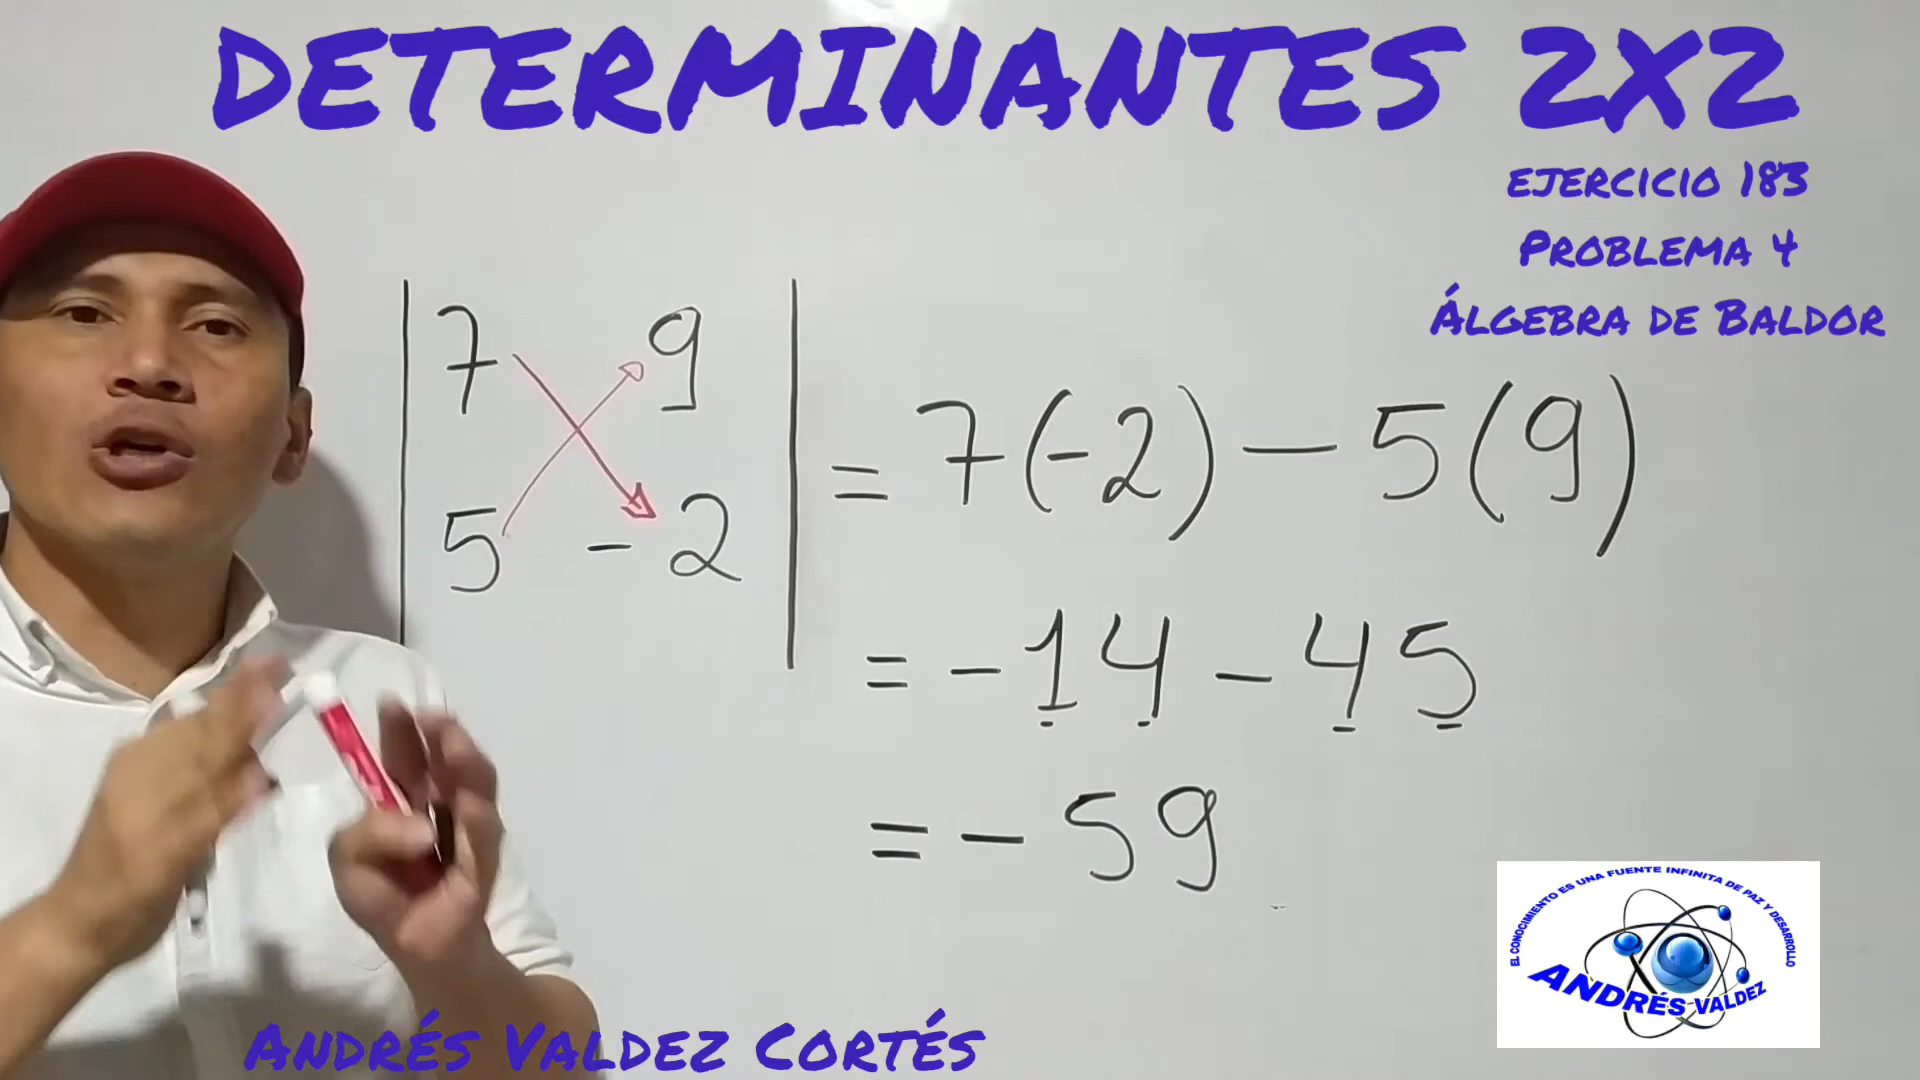 DETERMINANTES 2X2
EJERCICIO 183
PROBLEMA 4
ÁLGEBRA DE BALDOR
7 9
5 -2
= 7(-2) - 5(9)
= -14 - 45
= -59
EL CONOCIMIENTO ES UNA FUENTE INFINITA DE PAZ Y DESARROLLO
ANDRÉS VALDEZ
ANDRÉS VALDEZ CORTÉS